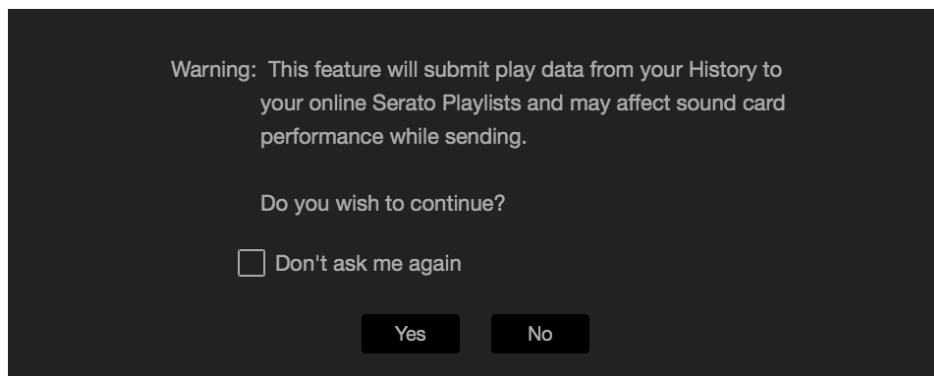 Warning: This feature will submit play data from your History to
your online Serato Playlists and may affect sound card
performance while sending.
Do you wish to continue?
Don't ask me again
Yes No